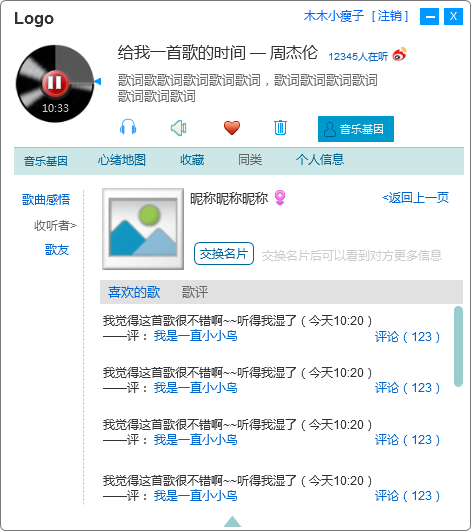 Logo
木木小瘦子 [ 注销 ]
给我一首歌的时间 — 周杰伦 12345人在听
歌词歌歌词歌词歌词歌词，歌词歌词歌词歌词
歌词歌词歌词
10:33
音乐基因
音乐基因 心绪地图 收藏 同类 个人信息
歌曲感悟
收听者>
歌友
昵称昵称昵称
<返回上一页
交换名片 交换名片后可以看到对方更多信息
喜欢的歌 歌评
我觉得这首歌很不错啊~~听得我湿了（今天10:20）
——评：我是一直小小鸟 评论（123）
我觉得这首歌很不错啊~~听得我湿了（今天10:20）
——评：我是一直小小鸟 评论（123）
我觉得这首歌很不错啊~~听得我湿了（今天10:20）
——评：我是一直小小鸟 评论（123）
我觉得这首歌很不错啊~~听得我湿了（今天10:20）
——评：我是一直小小鸟 评论（123）